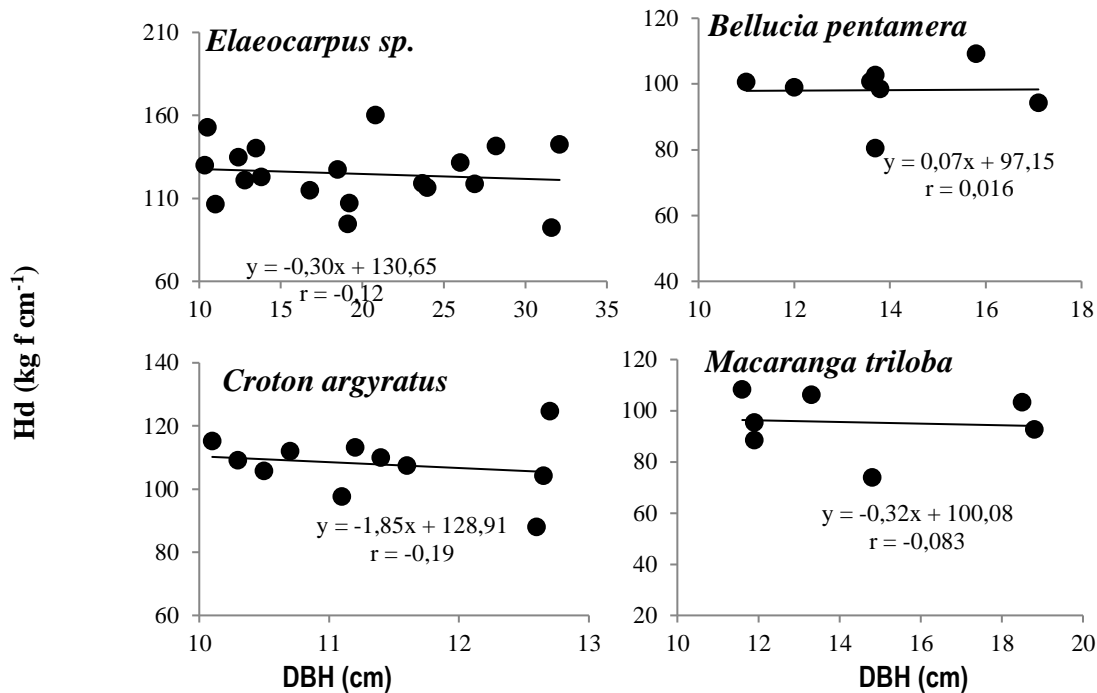 Hd (kg f cm-1)
Elaeocarpus sp.
210
160
110
60
y = -0,30x + 130,65
r = -0,12
10 15 20 25 30 35
Bellucia pentamera
120
100
80
60
40
y = 0,07x + 97,15
r = 0,016
10 12 14 16 18
Croton argyratus
140
120
100
80
60
y = -1,85x + 128,91
r = -0,19
10 11 12 13
DBH (cm)
Macaranga triloba
120
100
80
60
40
20
y = -0,32x + 100,08
r = -0,083
10 12 14 16 18 20
DBH (cm)